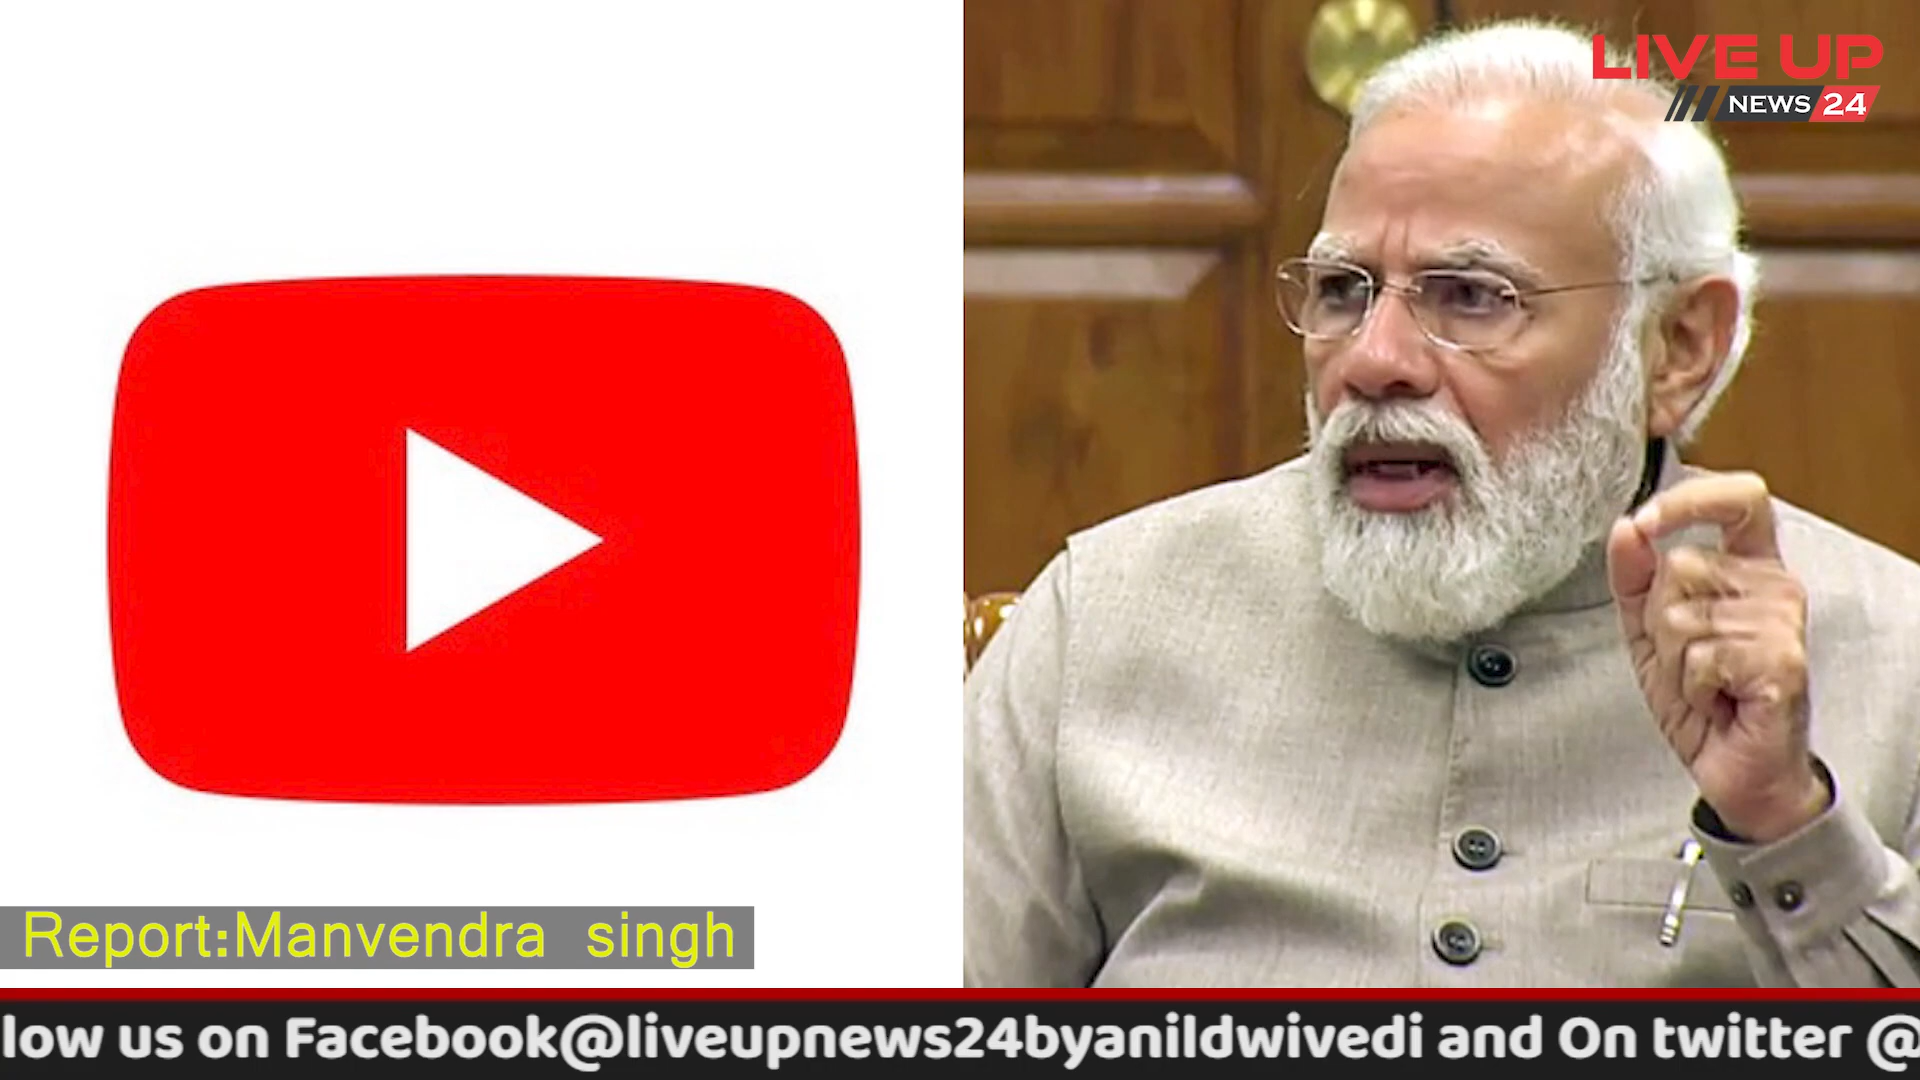 LIVE UP
NEWS 24
Report:Manvendra singh
low us on Facebook@liveupnews24byanildwivedi and On twitter @